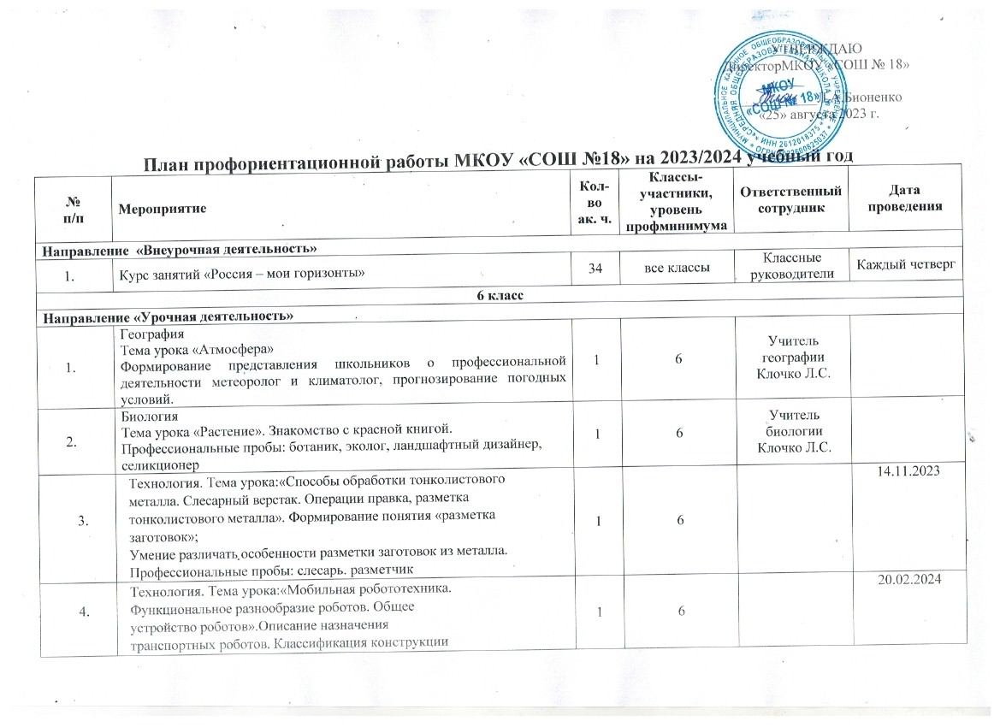 УТВЕРЖДАЮ
ДиректорМКОУ «СОШ № 18»
Л.А.Бионенко
«25» августа 2023 г.
МКОУ
«СОШ № 18»
План профориентационной работы МКОУ «СОШ №18» на 2023/2024 учебный год
№
п/п
Мероприятие
Кол-
во
ак. ч.
Классы-
участники,
уровень
профминимума
Ответственный
сотрудник
Дата
проведения
Направление «Внеурочная деятельность»
1.
Курс занятий «Россия – мои горизонты»
34
все классы
Классные
руководители
Каждый четверг
6 класс
Направление «Урочная деятельность»
1.
География
Тема урока «Атмосфера»
Формирование представления школьников о профессиональной
деятельности метеоролог и климатолог, прогнозирование погодных
условий.
1
6
Учитель
географии
Клочко Л.С.
2.
Биология
Тема урока «Растение». Знакомство с красной книгой.
Профессиональные пробы: ботаник, эколог, ландшафтный дизайнер,
селикционер
1
6
Учитель
биологии
Клочко Л.С.
3.
Технология. Тема урока:«Способы обработки тонколистового
металла. Слесарный верстак. Операции правка, разметка
тонколистового металла». Формирование понятия «разметка
заготовок»;
Умение различать особенности разметки заготовок из металла.
Профессиональные пробы: слесарь. разметчик
1
6
14.11.2023
4.
Технология. Тема урока:«Мобильная робототехника.
Функциональное разнообразие роботов. Общее
устройство роботов».Описание назначения
транспортных роботов. Классификация конструкции
1
6
20.02.2024